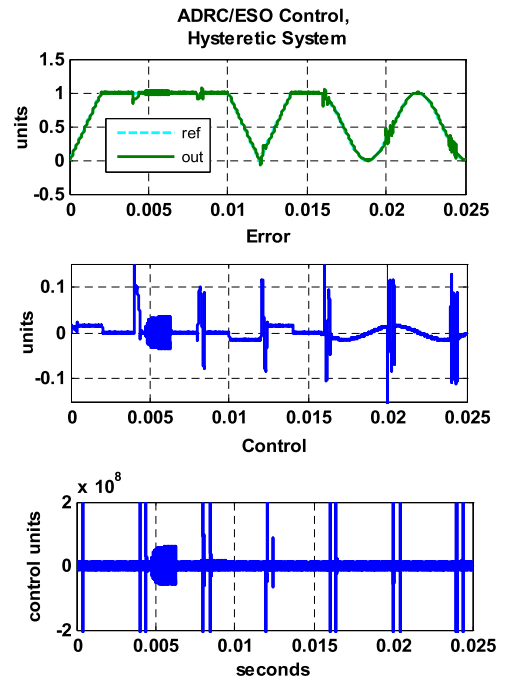 ADRC/ESO Control,
Hysteretic System
1.5
1
0.5
0
-0.5
units
ref
out
0 0.005 0.01 0.015 0.02 0.025
Error
0.1
0
-0.1
units
0 0.005 0.01 0.015 0.02 0.025
Control
x 10^8
2
0
-2
control units
0 0.005 0.01 0.015 0.02 0.025
seconds